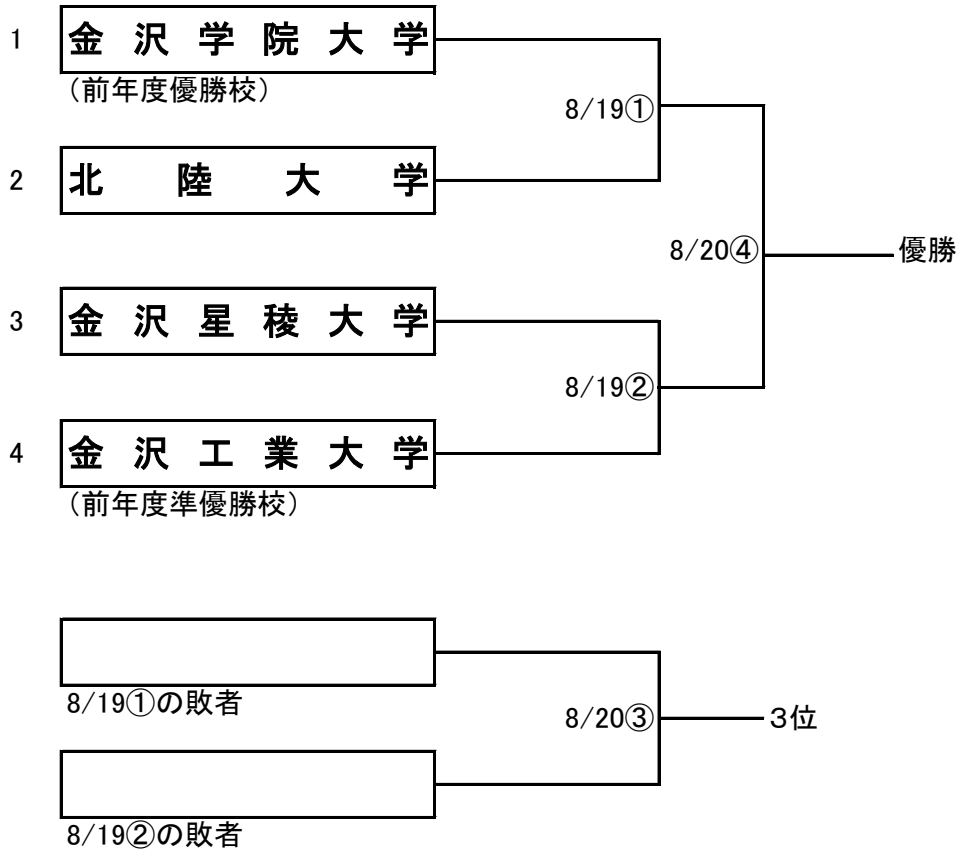 1 金沢学院大学
（前年度優勝校）
8/19①
2 北陸大学
8/20④ 優勝
3 金沢星稜大学
8/19②
4 金沢工業大学
（前年度準優勝校）
8/19①の敗者
8/20③ 3位
8/19②の敗者